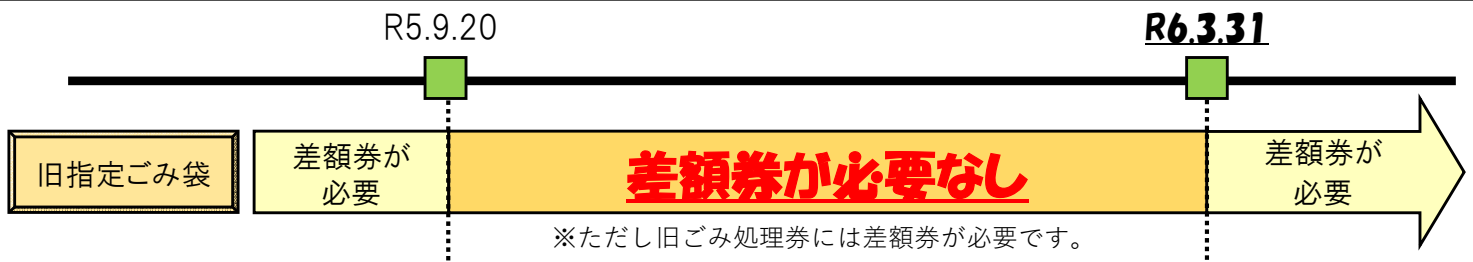 R5.9.20
R6.3.31
旧指定ごみ袋
差額券が
必要
差額券が必要なし
差額券が
必要
※ただし旧ごみ処理券には差額券が必要です。